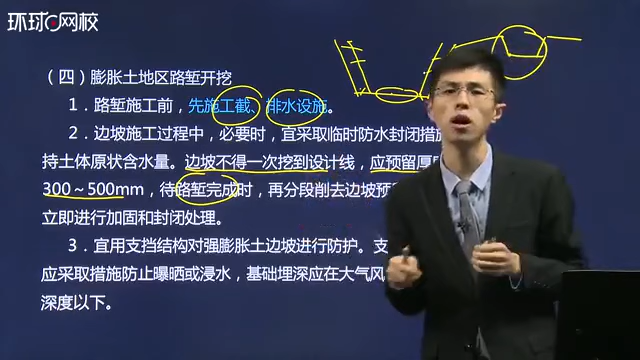 环球网校
（四）膨胀土地区路堑开挖
1．路堑施工前，先施工截、排水设施。
2．边坡施工过程中，必要时，宜采取临时防水封闭措施
持土体原状含水量。边坡不得一次挖到设计线，应预留厚
300～500mm，待路堑完成时，再分段削去边坡预
立即进行加固和封闭处理。
3．宜用支挡结构对强膨胀土边坡进行防护。支
应采取措施防止曝晒或浸水，基础埋深应在大气风
深度以下。